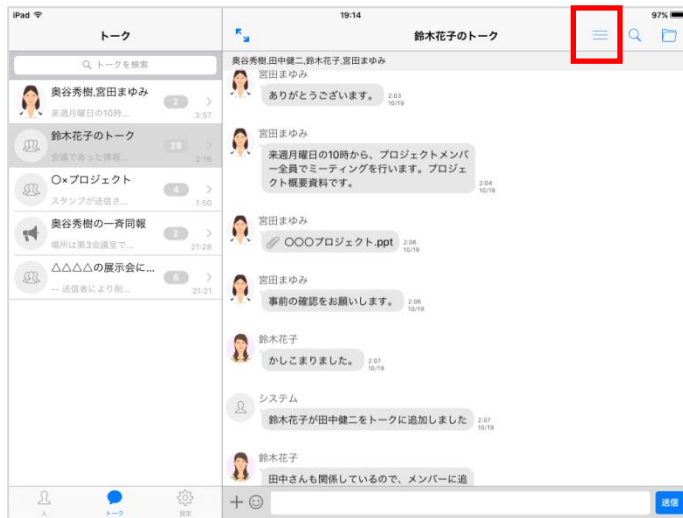 iPad
19:14
97%
トーク
鈴木花子のトーク
トークを検索
奥谷秀樹,宮田まゆみ
来週月曜日の10時...
2
3:57
鈴木花子のトーク
会議であった情報...
28
2:16
〇×プロジェクト
スタンプが送信さ...
4
1:50
奥谷秀樹の一斉同報
場所は第3会議室で...
2
21:28
△△△△の展示会に...
-- 送信者により削...
6
21:21
人
トーク
設定
奥谷秀樹,田中健二,鈴木花子,宮田まゆみ
宮田まゆみ
ありがとうございます。
2:03
10/19
宮田まゆみ
来週月曜日の10時から、プロジェクトメンバ
ー全員でミーティングを行います。プロジェ
クト概要資料です。
2:04
10/19
宮田まゆみ
〇〇〇プロジェクト.ppt
2:06
10/19
宮田まゆみ
事前の確認をお願いします。
2:06
10/19
鈴木花子
かしこまりました。
2:07
10/19
システム
鈴木花子が田中健二をトークに追加しました
2:07
10/19
鈴木花子
田中さんも関係しているので、メンバーに追
送信